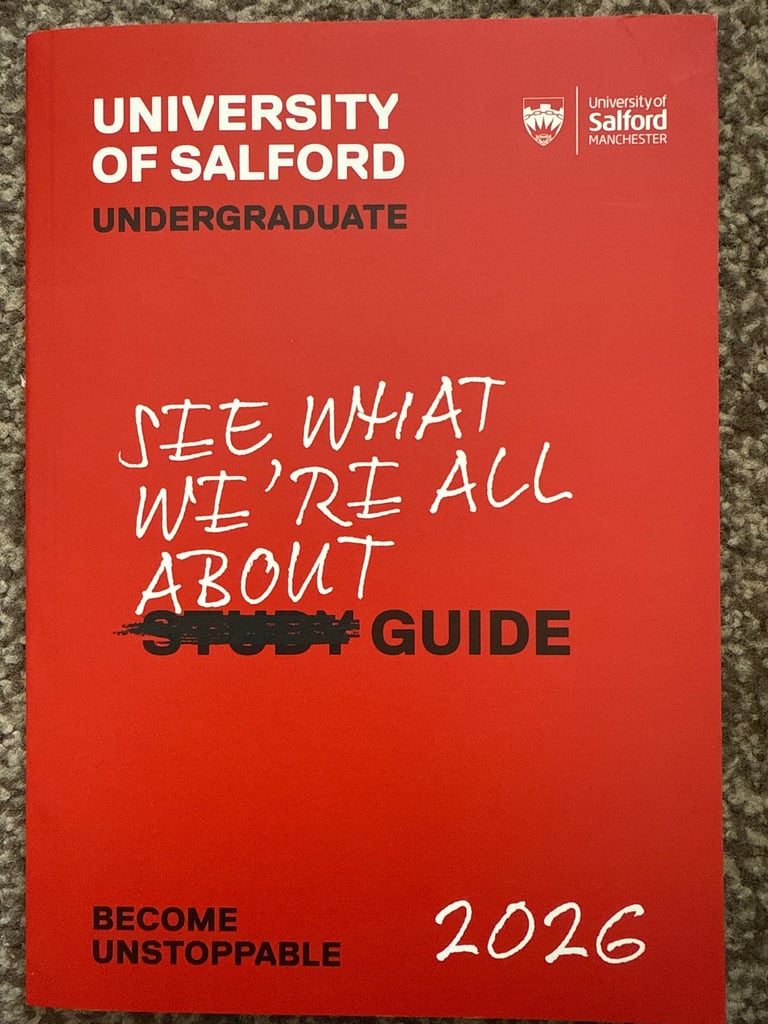 UNIVERSITY
OF SALFORD
UNDERGRADUATE
University of
Salford
MANCHESTER
SEE WHAT
WE'RE ALL
ABOUT
STUDY GUIDE
BECOME
UNSTOPPABLE
2026